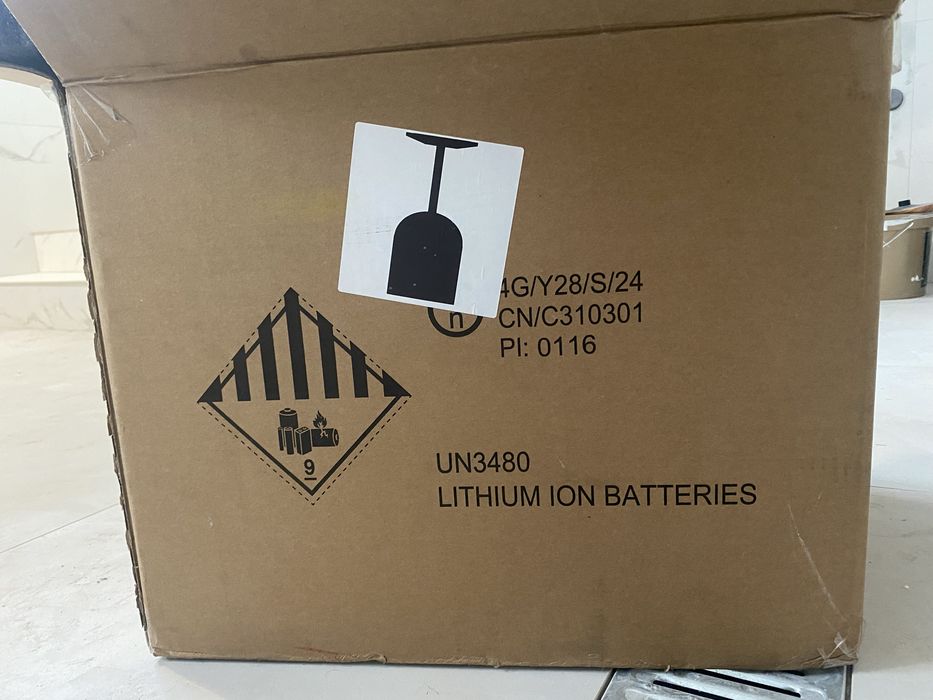 4G/Y28/S/24
n
CN/C310301
PI: 0116
9
UN3480
LITHIUM ION BATTERIES